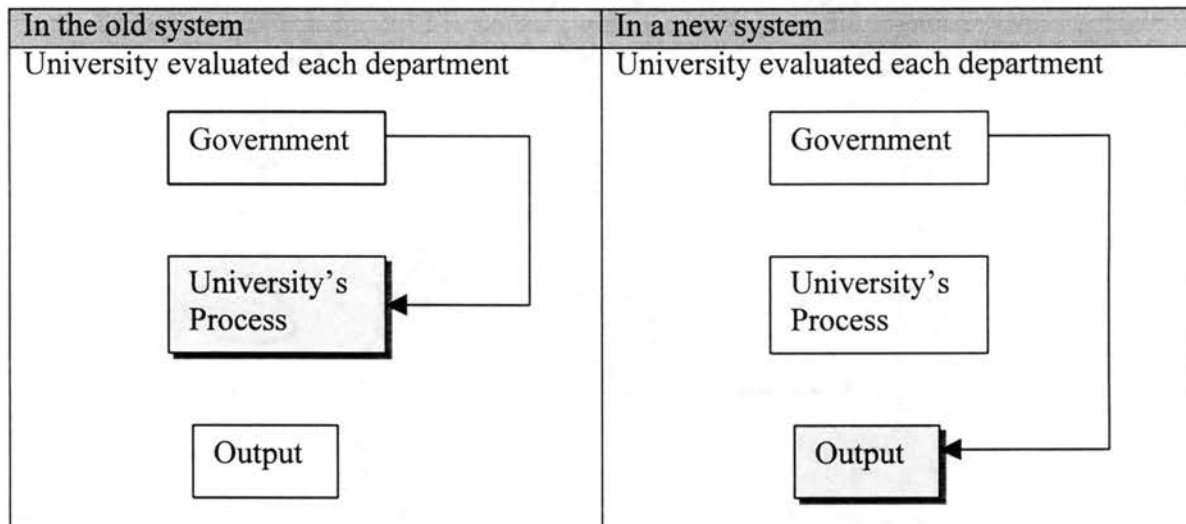 In the old system
University evaluated each department
Government
University's
Process
Output
In a new system
University evaluated each department
Government
University's
Process
Output